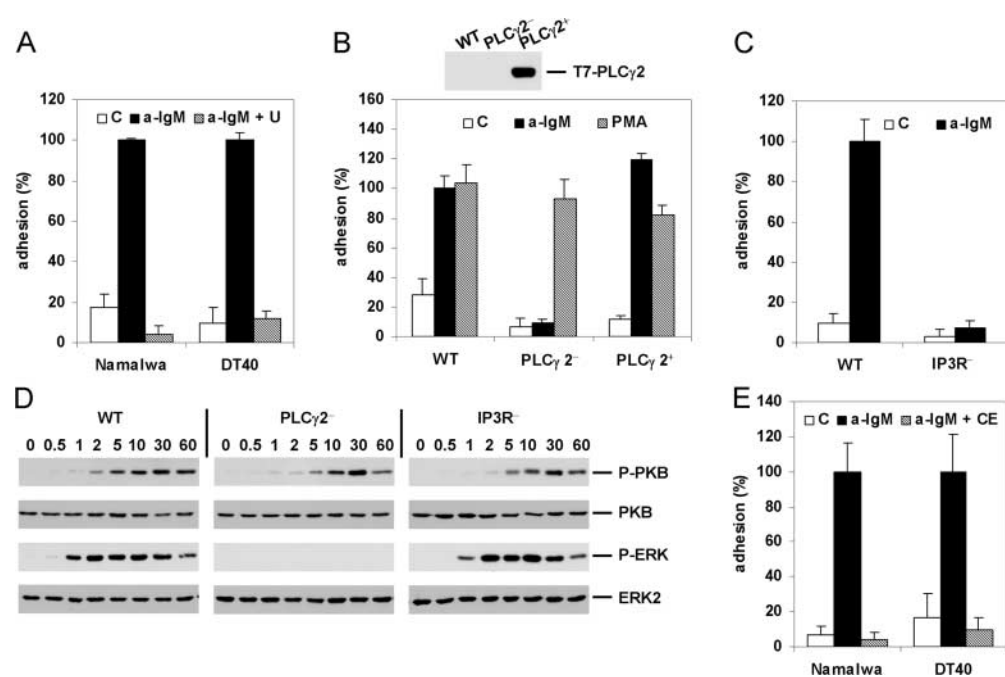 A
C a-IgM a-IgM + U
adhesion (%)
120
100
80
60
40
20
0
Namalwa DT40
B
WT PLCγ2⁻ PLCγ2⁺
T7-PLCγ2
C a-IgM PMA
adhesion (%)
160
140
120
100
80
60
40
20
0
WT PLCγ 2⁻ PLCγ 2⁺
C
C a-IgM
adhesion (%)
120
100
80
60
40
20
0
WT IP3R⁻
D
WT PLCγ2⁻ IP3R⁻
0 0.5 1 2 5 10 30 60 0 0.5 1 2 5 10 30 60 0 0.5 1 2 5 10 30 60
P-PKB
PKB
P-ERK
ERK2
E
C a-IgM a-IgM + CE
adhesion (%)
140
120
100
80
60
40
20
0
Namalwa DT40